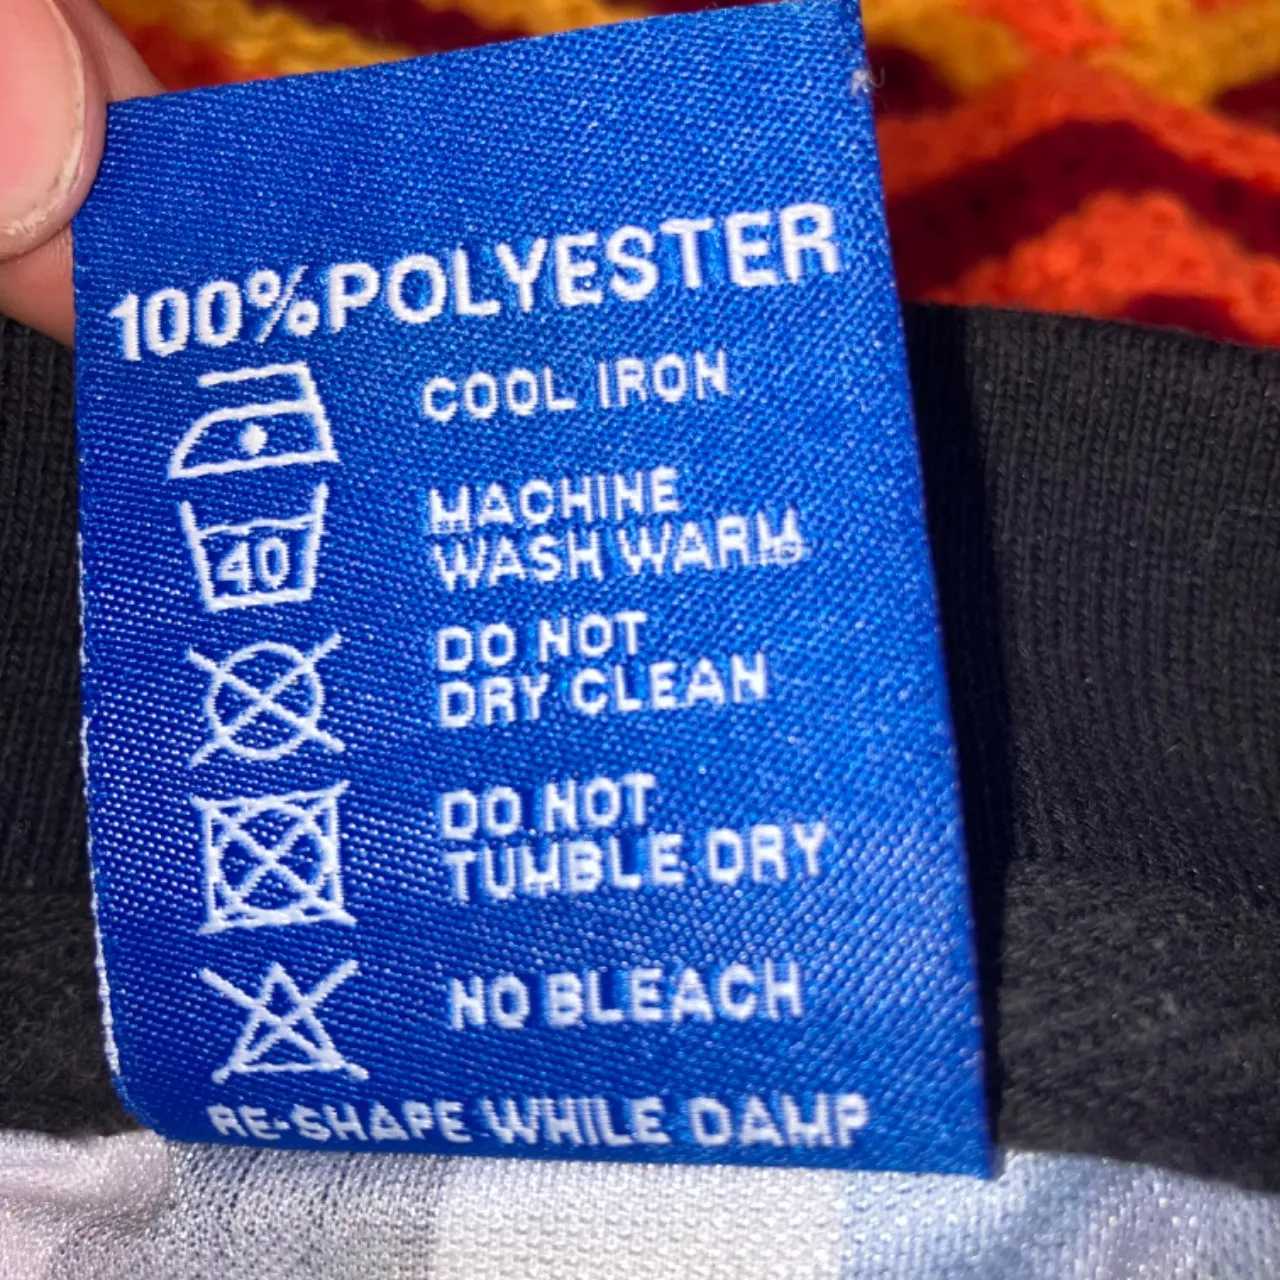 100%POLYESTER
COOL IRON
MACHINE
WASH WARM
40
DO NOT
DRY CLEAN
DO NOT
TUMBLE DRY
NO BLEACH
RE-SHAPE WHILE DAMP